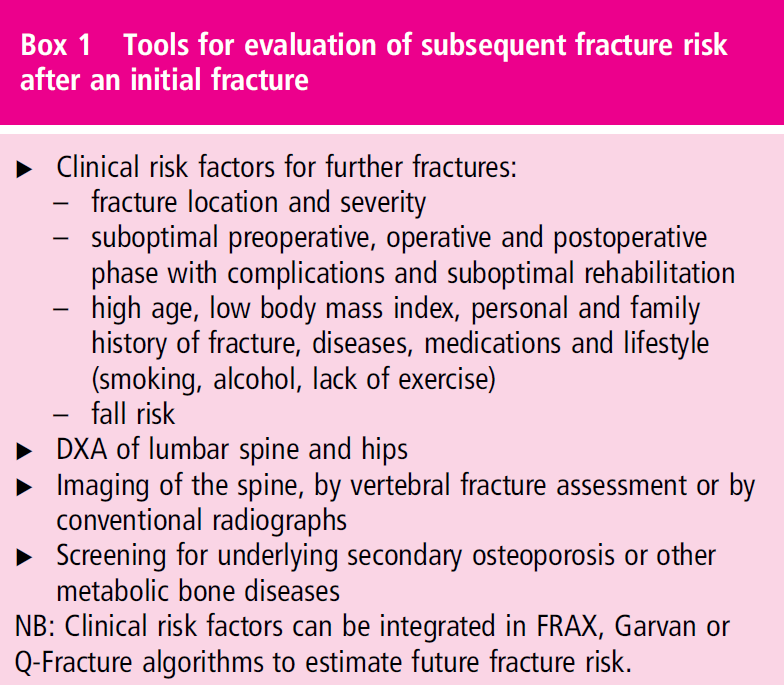 Box 1 Tools for evaluation of subsequent fracture risk
after an initial fracture
▶ Clinical risk factors for further fractures:
– fracture location and severity
– suboptimal preoperative, operative and postoperative
phase with complications and suboptimal rehabilitation
– high age, low body mass index, personal and family
history of fracture, diseases, medications and lifestyle
(smoking, alcohol, lack of exercise)
– fall risk
▶ DXA of lumbar spine and hips
▶ Imaging of the spine, by vertebral fracture assessment or by
conventional radiographs
▶ Screening for underlying secondary osteoporosis or other
metabolic bone diseases
NB: Clinical risk factors can be integrated in FRAX, Garvan or
Q-Fracture algorithms to estimate future fracture risk.